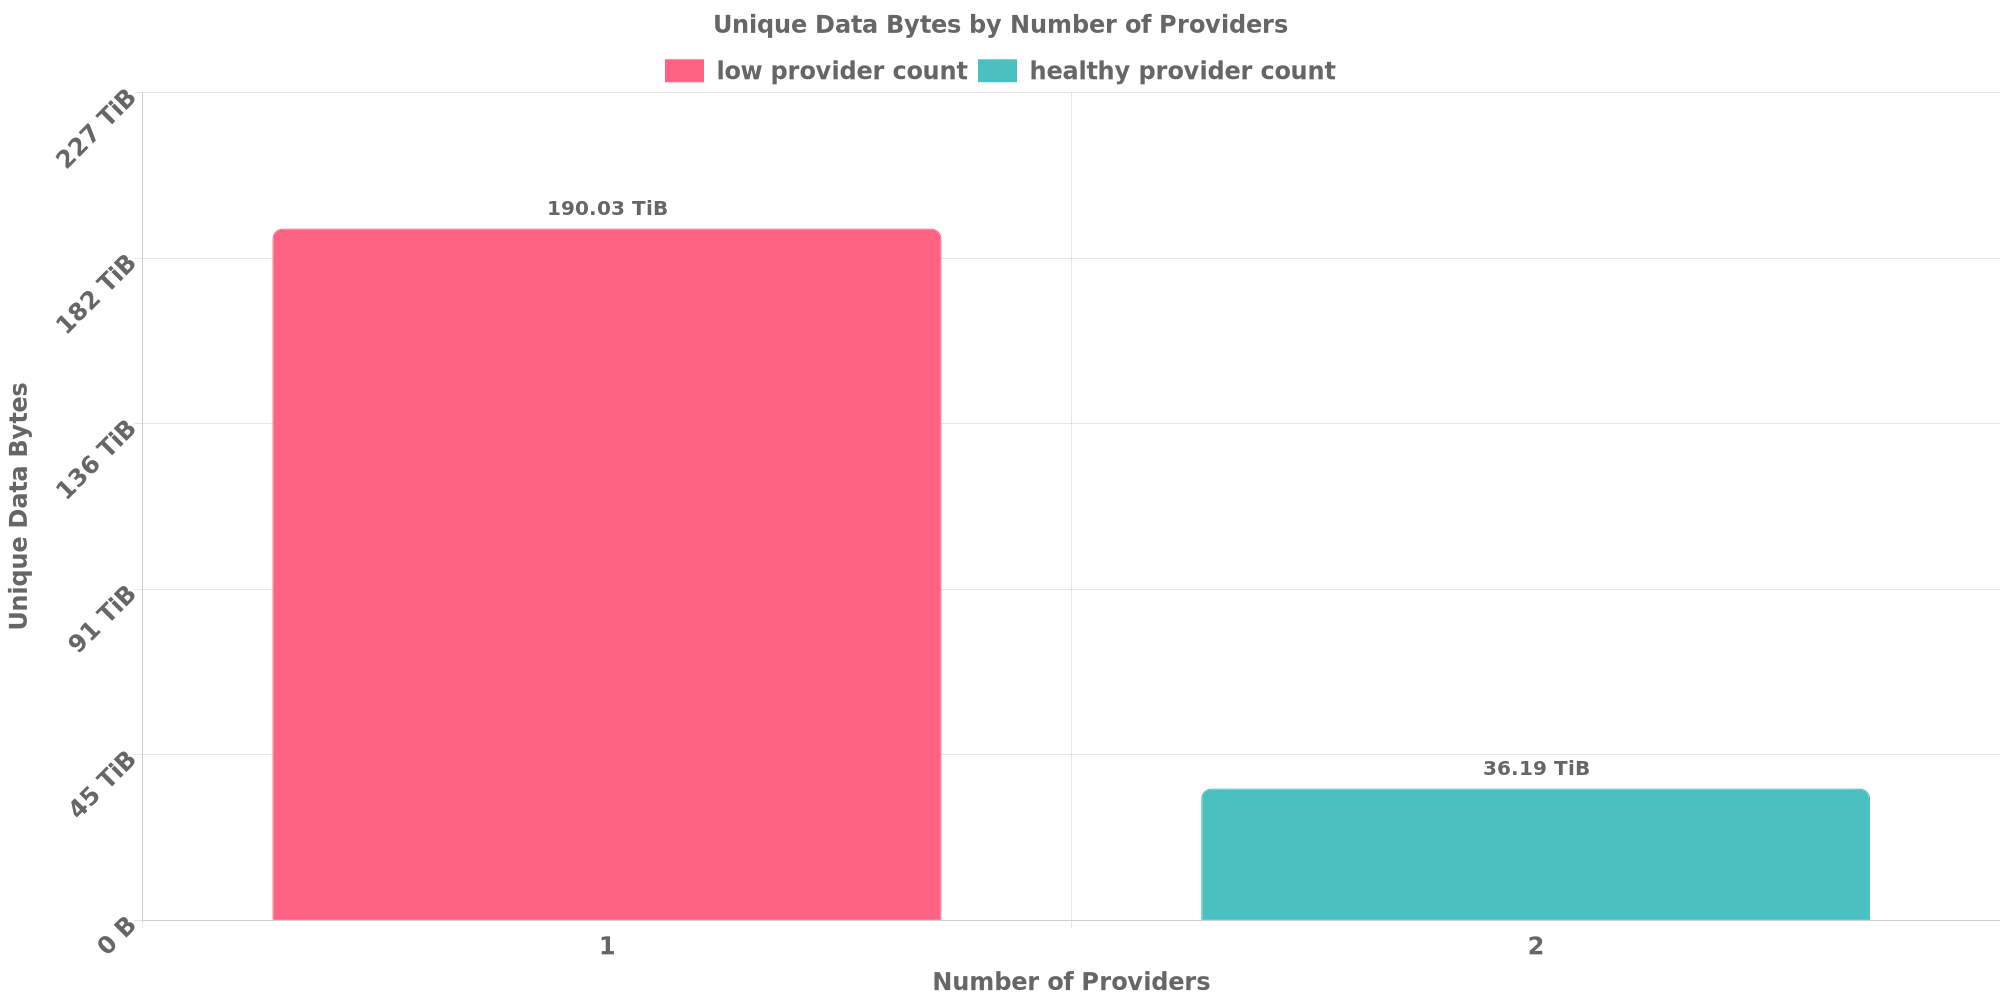 Unique Data Bytes by Number of Providers
low provider count healthy provider count
227 TiB
190.03 TiB
182 TiB
136 TiB
Unique Data Bytes
91 TiB
45 TiB
36.19 TiB
0 B
1 2
Number of Providers